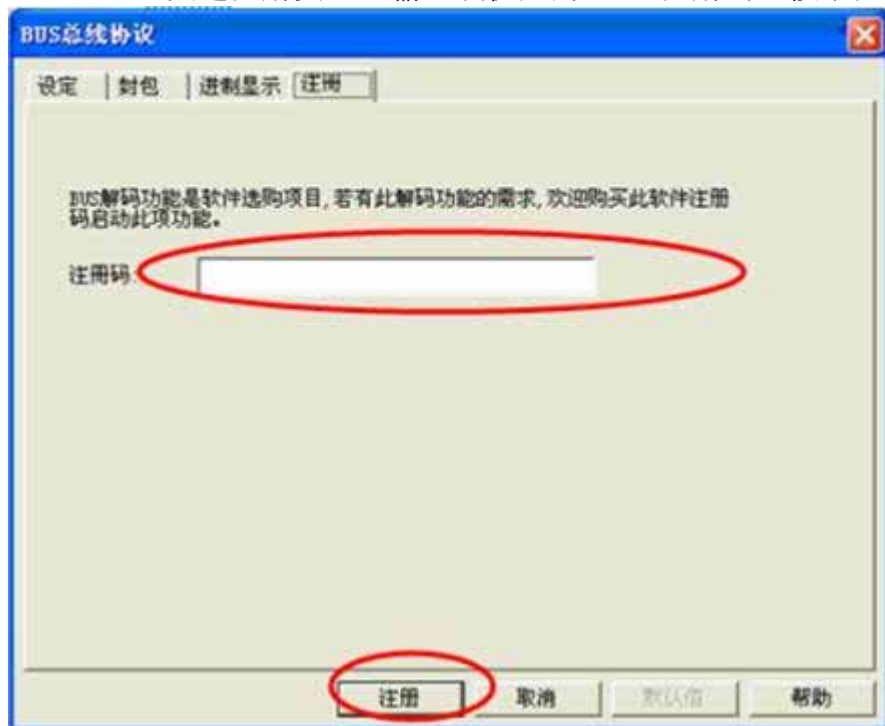 BUS总线协议
设定 封包 进制显示 注册
BUS解码功能是软件选购项目,若有此解码功能的需求,欢迎购买此软件注册
码启动此项功能。
注册码:
注册 取消 默认值 帮助